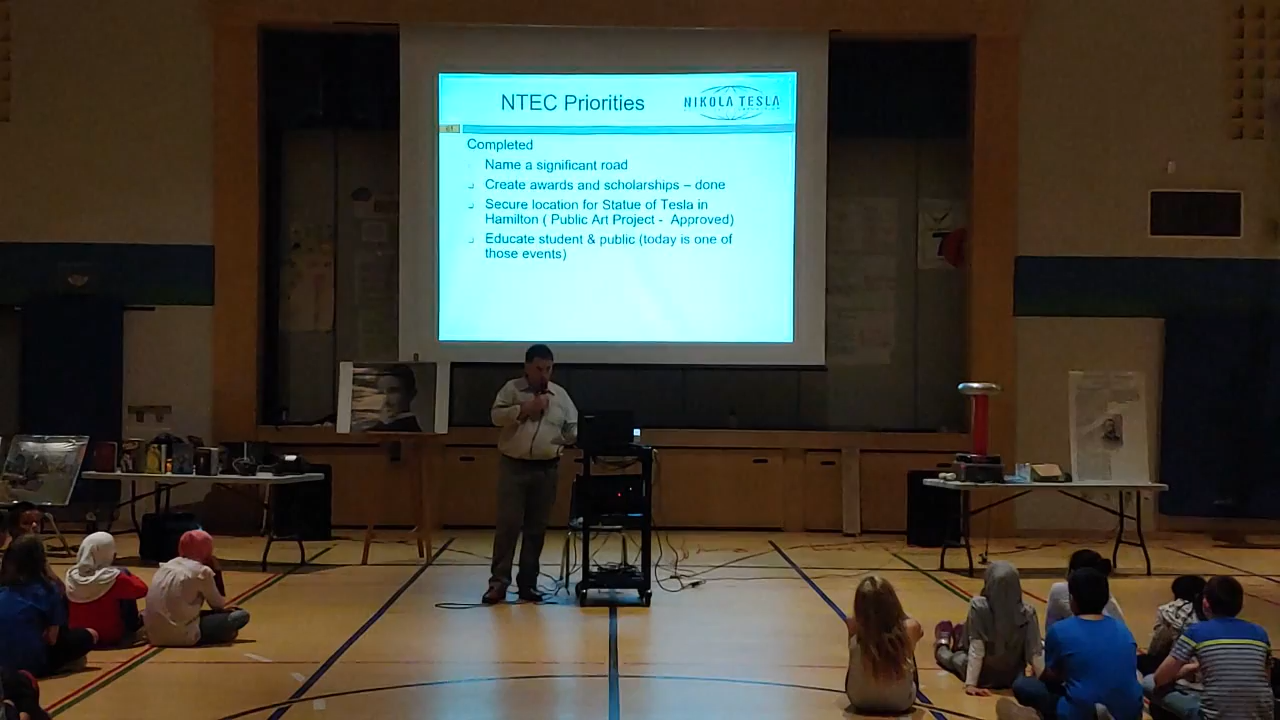 NTEC Priorities
NIKOLA TESLA
Completed
Name a significant road
Create awards and scholarships – done
Secure location for Statue of Tesla in
Hamilton ( Public Art Project - Approved)
Educate student & public (today is one of
those events)